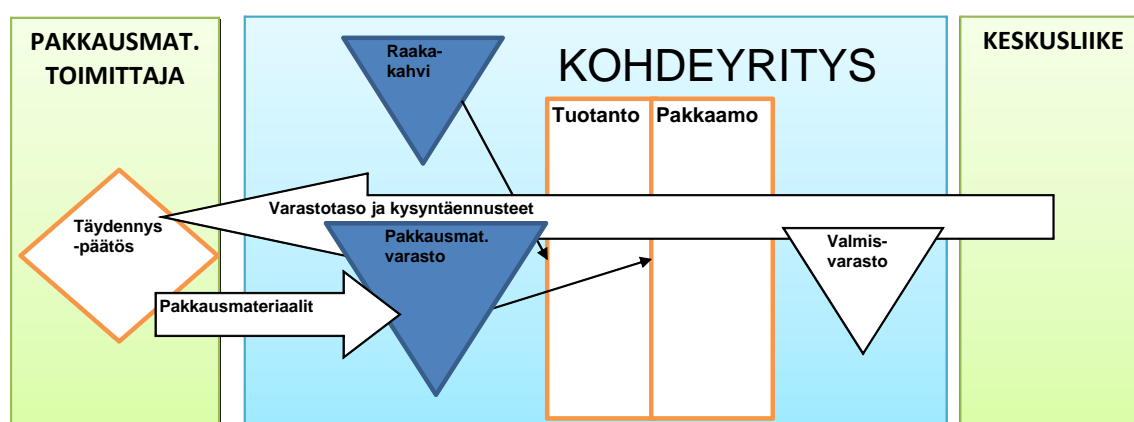 PAKKAUSMAT.
TOIMITTAJA
Raaka-
kahvi
KOHDEYRITYS
KESKUSLIIKE
Tuotanto
Pakkaamo
Varastotaso ja kysyntäennusteet
Täydennys
-päätös
Pakkausmat.
varasto
Valmis-
varasto
Pakkausmateriaalit